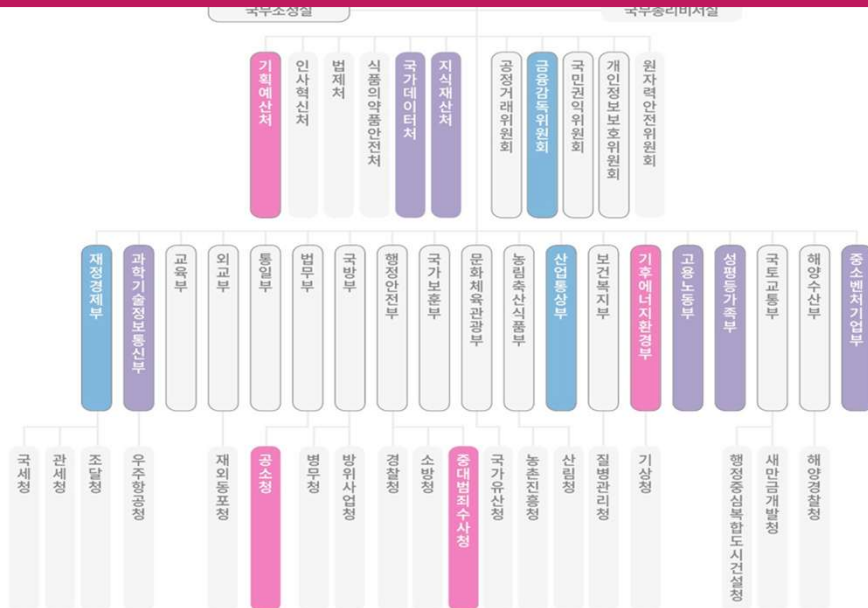 국무조정실
국무총리비서실
기획예산처
인사혁신처
법제처
식품의약품안전처
국가데이터처
지식재산처
공정거래위원회
금융감독위원회
국민권익위원회
개인정보보호위원회
원자력안전위원회
재정경제부
과학기술정보통신부
교육부
외교부
통일부
법무부
국방부
행정안전부
국가보훈부
문화체육관광부
농림축산식품부
산업통상부
보건복지부
기후에너지환경부
고용노동부
성평등가족부
국토교통부
해양수산부
중소벤처기업부
국세청
관세청
조달청
우주항공청
재외동포청
공소청
병무청
방위사업청
경찰청
소방청
중대범죄수사청
국가유산청
농촌진흥청
산림청
질병관리청
기상청
행정중심복합도시건설청
새만금개발청
해양경찰청